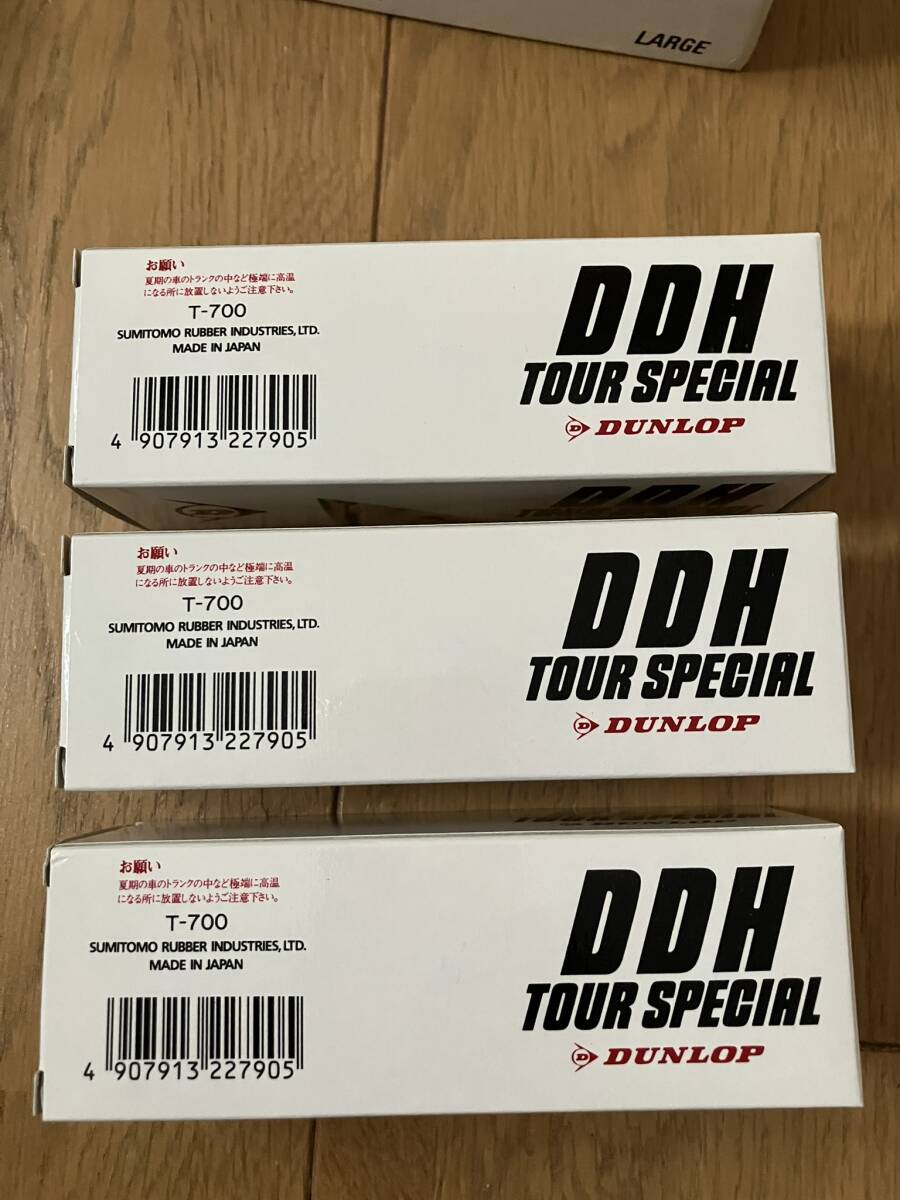 LARGE
お願い
夏期の車のトランクの中など極端に高温
になる所に放置しないようご注意下さい。
T-700
SUMITOMO RUBBER INDUSTRIES, LTD.
MADE IN JAPAN
4 907913 227905
DDH
TOUR SPECIAL
DUNLOP
DDH
お願い
夏期の車のトランクの中など極端に高温
になる所に放置しないようご注意下さい。
T-700
SUMITOMO RUBBER INDUSTRIES, LTD.
MADE IN JAPAN
4 907913 227905
DDH
TOUR SPECIAL
DUNLOP
お願い
夏期の車のトランクの中など極端に高温
になる所に放置しないようご注意下さい。
T-700
SUMITOMO RUBBER INDUSTRIES, LTD.
MADE IN JAPAN
4 907913 227905
DDH
TOUR SPECIAL
DUNLOP